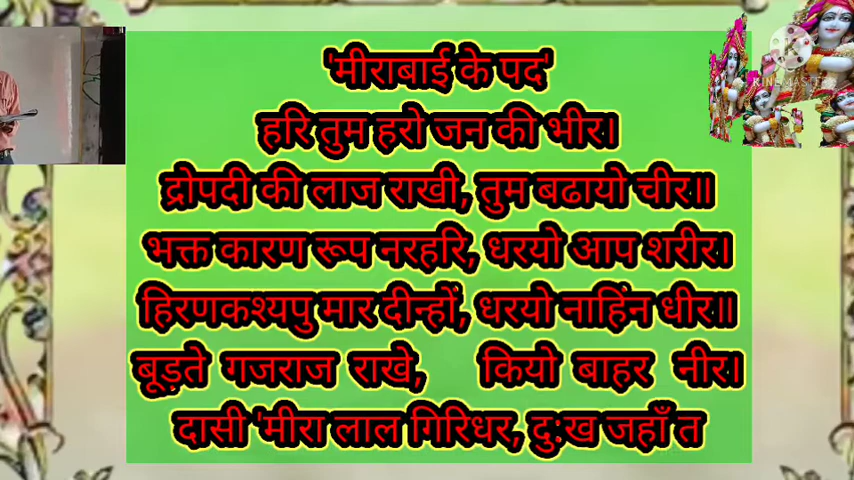 'मीराबाई के पद'
हरि तुम हरो जन की भीर।
द्रोपदी की लाज राखी, तुम बढायो चीर॥
भक्त कारण रूप नरहरि, धरयो आप शरीर।
हिरणकश्यपु मार दीन्हों, धरयो नाहिंन धीर॥
बूड़ते गजराज राखे, कियो बाहर नीर।
दासी 'मीरा लाल गिरिधर, दु:ख जहाँ त